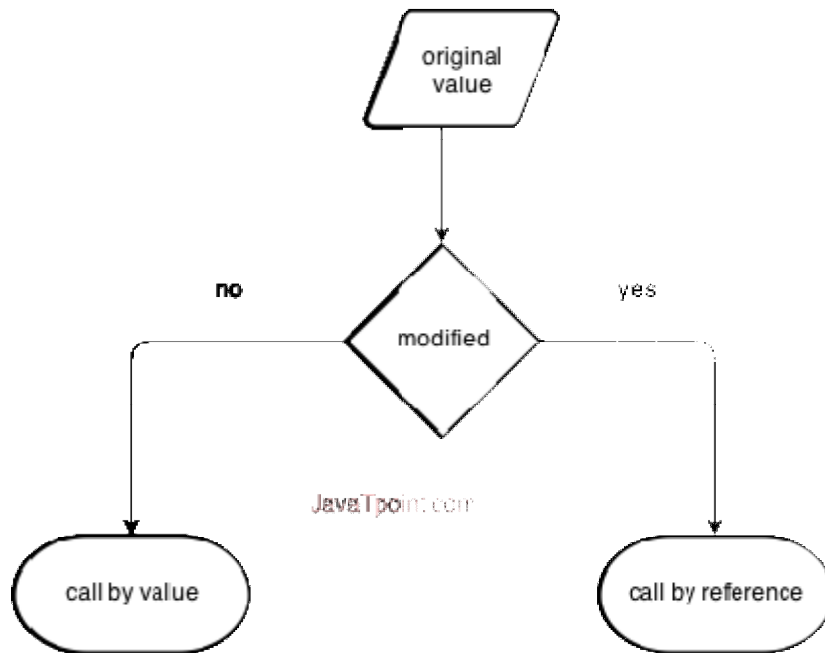 original
value
no
yes
modified
JavaTpoint.com
call by value
call by reference